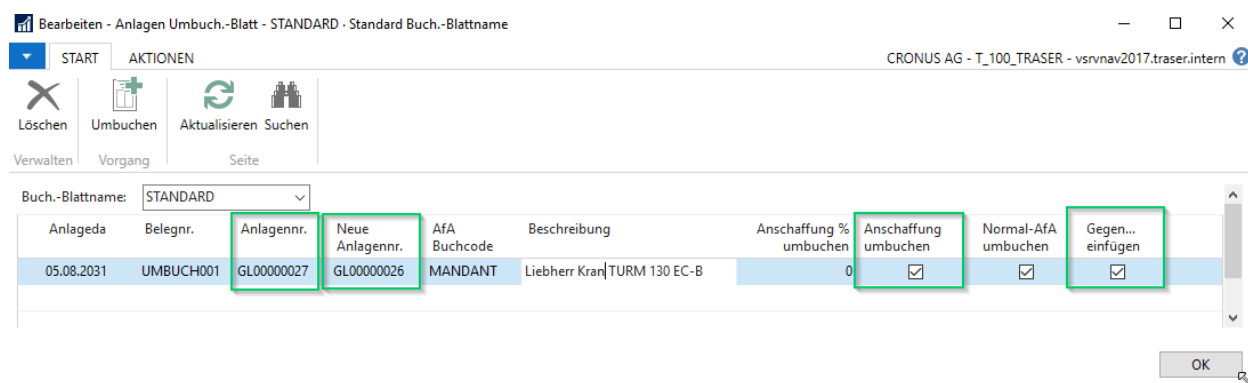 Bearbeiten - Anlagen Umbuch.-Blatt - STANDARD · Standard Buch.-Blattname
START AKTIONEN CRONUS AG - T_100_TRASER - vsrvnav2017.traser.intern ?
Löschen Umbuchen Aktualisieren Suchen
Verwalten Vorgang Seite
Buch.-Blattname: STANDARD
Anlageda Belegnr. Anlagennr. Neue Anlagennr. AfA Buchcode Beschreibung Anschaffung % umbuchen Anschaffung umbuchen Normal-AfA umbuchen Gegen... einfügen
05.08.2031 UMBUCH001 GL00000027 GL00000026 MANDANT Liebherr Kran TURM 130 EC-B 0
OK